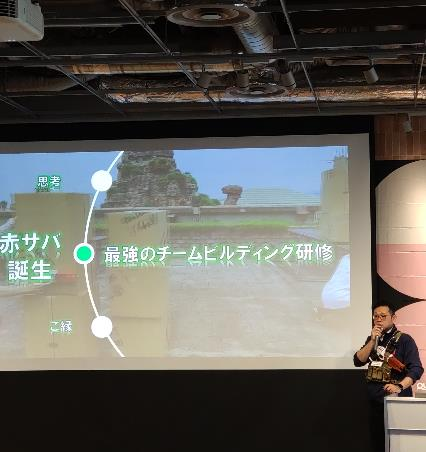 思考
赤サバ
誕生
最強のチームビルディング研修
ご縁